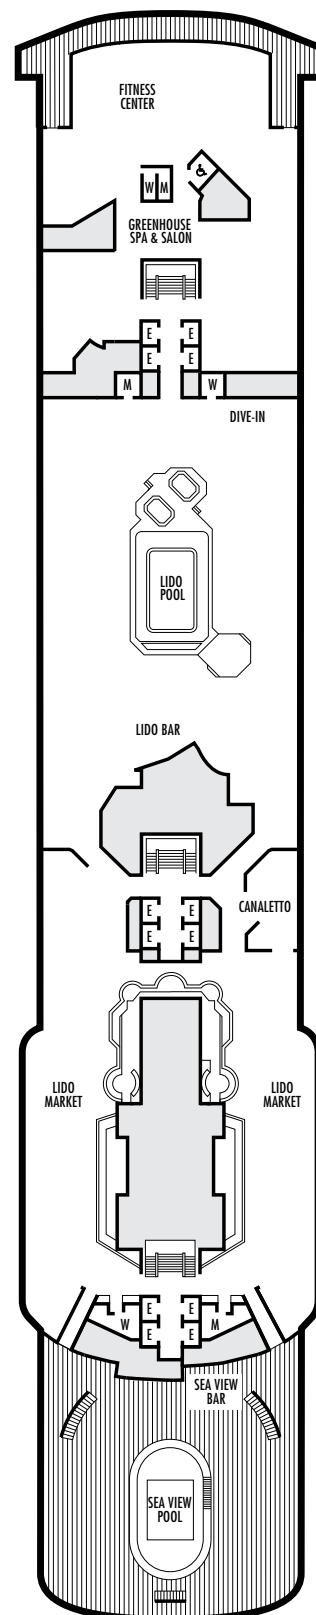 FITNESS
CENTER
W M
GREENHOUSE
SPA & SALON
E E
E E
M W
DIVE-IN
LIDO
POOL
LIDO BAR
CANALETTO
E E
E E
LIDO
MARKET
LIDO
MARKET
E E
W M
E E
SEA VIEW
BAR
SEA VIEW
POOL